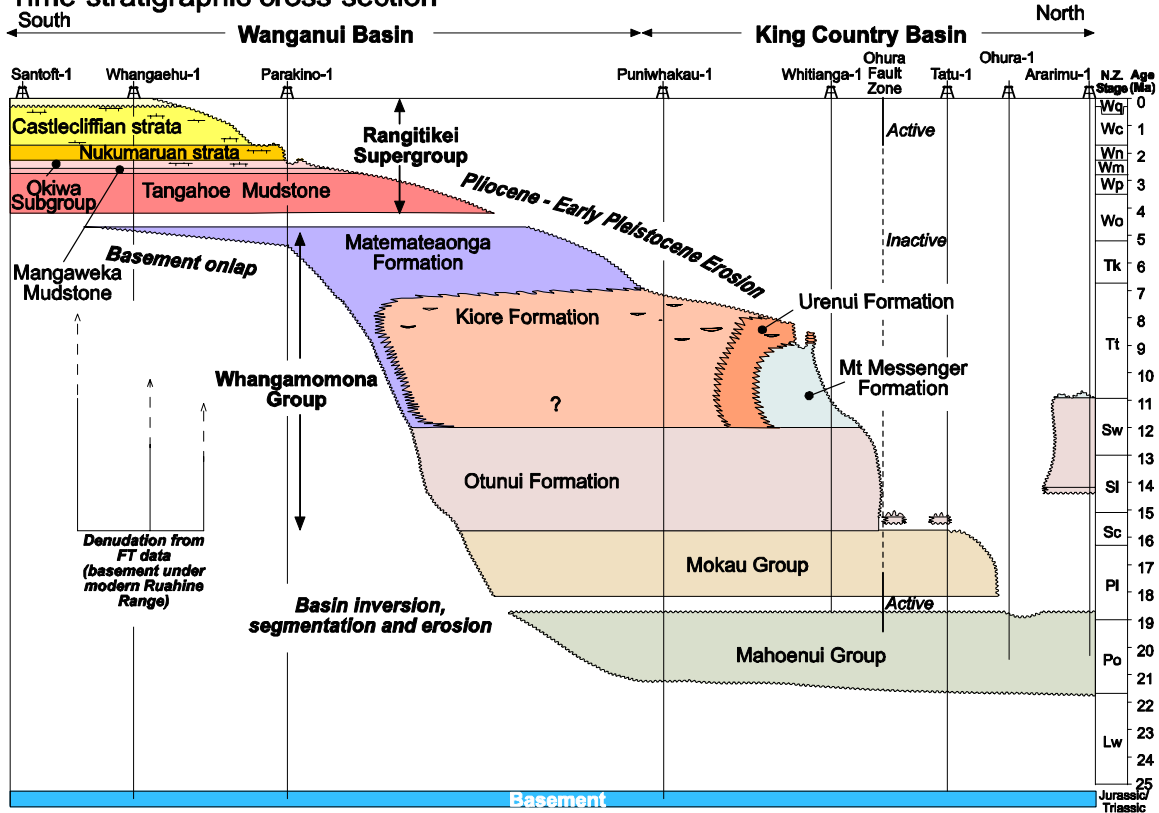 Time-stratigraphic cross-section
South
North
Wanganui Basin
King Country Basin
Santoft-1
Whangaehu-1
Parakino-1
Puniwhakau-1
Whitianga-1
Ohura
Fault
Zone
Tatu-1
Ohura-1
Ararimu-1
N.Z.
Stage
Age
(Ma)
Castlecliffian strata
Nukumaruan strata
Okiwa
Subgroup
Tangahoe Mudstone
Rangitikei
Supergroup
Mangaweka
Mudstone
Basement onlap
Matemateaonga
Formation
Pliocene - Early Pleistocene Erosion
Active
Inactive
Kiore Formation
Urenui Formation
Mt Messenger
Formation
Whangamomona
Group
?
Otunui Formation
Denudation from
FT data
(basement under
modern Ruahine
Range)
Mokau Group
Active
Basin inversion,
segmentation and erosion
Mahoenui Group
Basement
Wq
Wc
Wn
Wm
Wp
Wo
Tk
Tt
Sw
Sl
Sc
Pl
Po
Lw
Jurassic/
Triassic
0
1
2
3
4
5
6
7
8
9
10
11
12
13
14
15
16
17
18
19
20
21
22
23
24
25